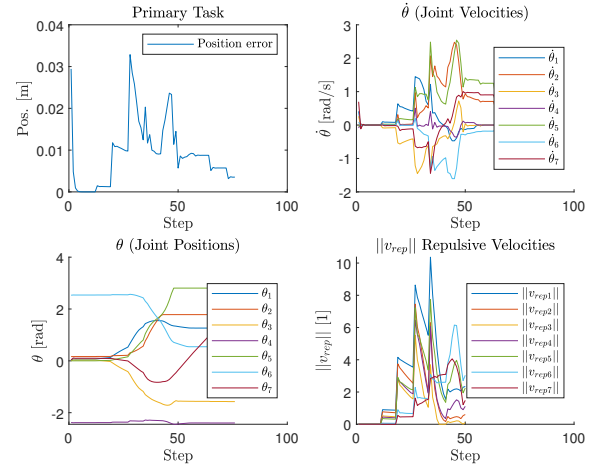 Primary Task
Pos. [m]
0.04
0.03
0.02
0.01
0
0 50 100
Step
Position error
θ̇ (Joint Velocities)
θ̇ [rad/s]
3
2
1
0
-1
-2
0 50 100
Step
θ̇1
θ̇2
θ̇3
θ̇4
θ̇5
θ̇6
θ̇7
θ (Joint Positions)
θ [rad]
4
2
0
-2
0 50 100
Step
θ1
θ2
θ3
θ4
θ5
θ6
θ7
||vrep|| Repulsive Velocities
||vrep|| [1]
10
8
6
4
2
0
0 50 100
Step
||vrep1||
||vrep2||
||vrep3||
||vrep4||
||vrep5||
||vrep6||
||vrep7||